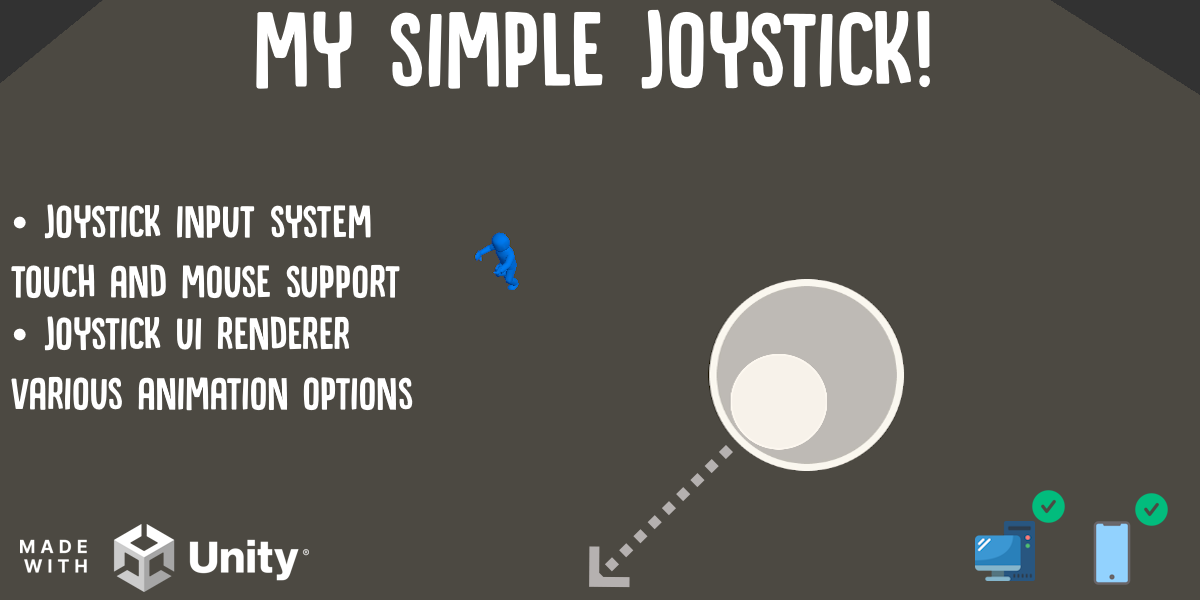 MY SIMPLE JOYSTICK!
• JOYSTICK INPUT SYSTEM
TOUCH AND MOUSE SUPPORT
• JOYSTICK UI RENDERER
VARIOUS ANIMATION OPTIONS
MADE
WITH
Unity®